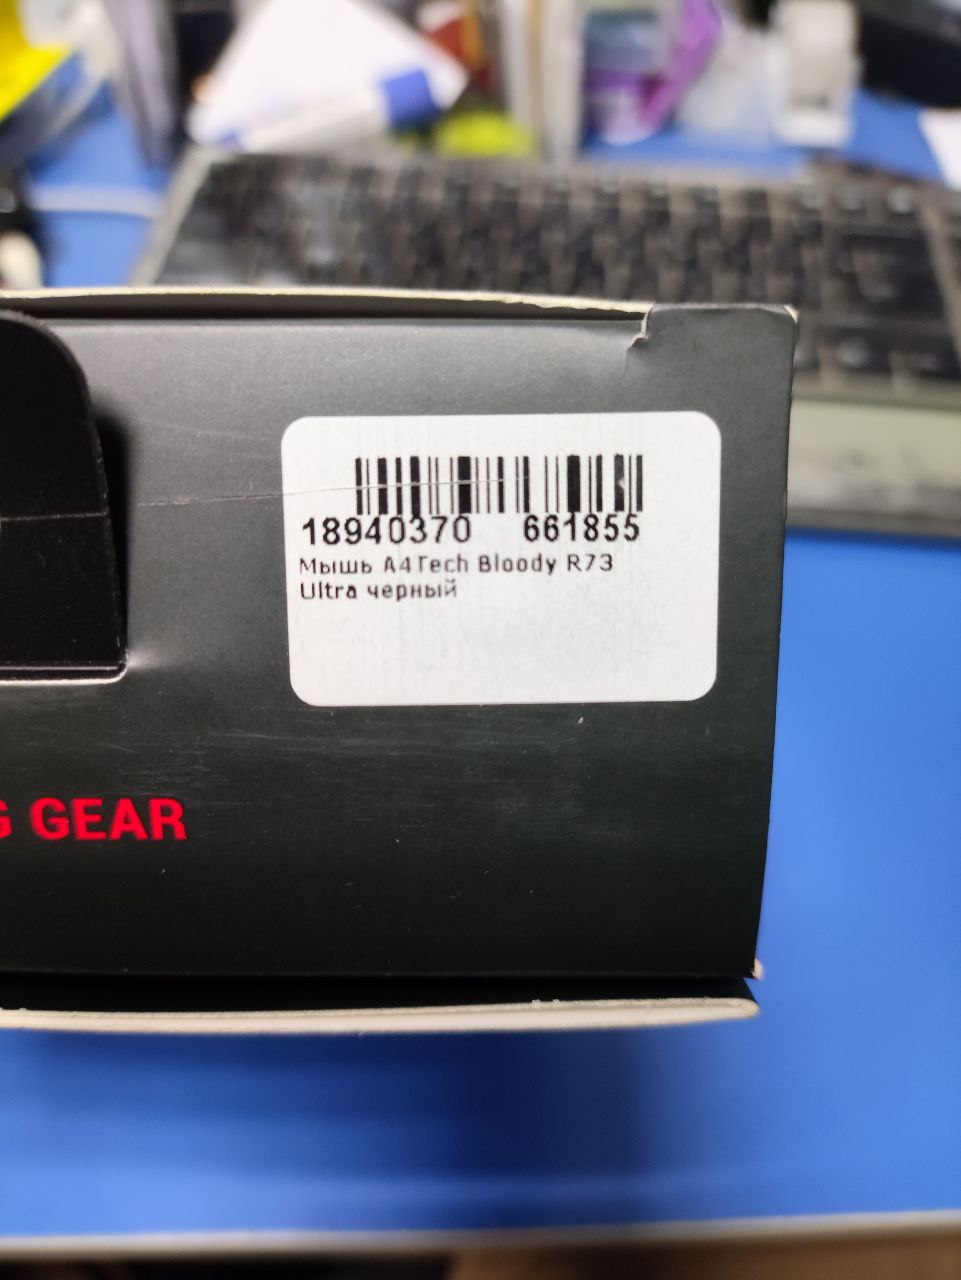 18940370 661855
Мышь A4Tech Bloody R73
Ultra черный
G GEAR